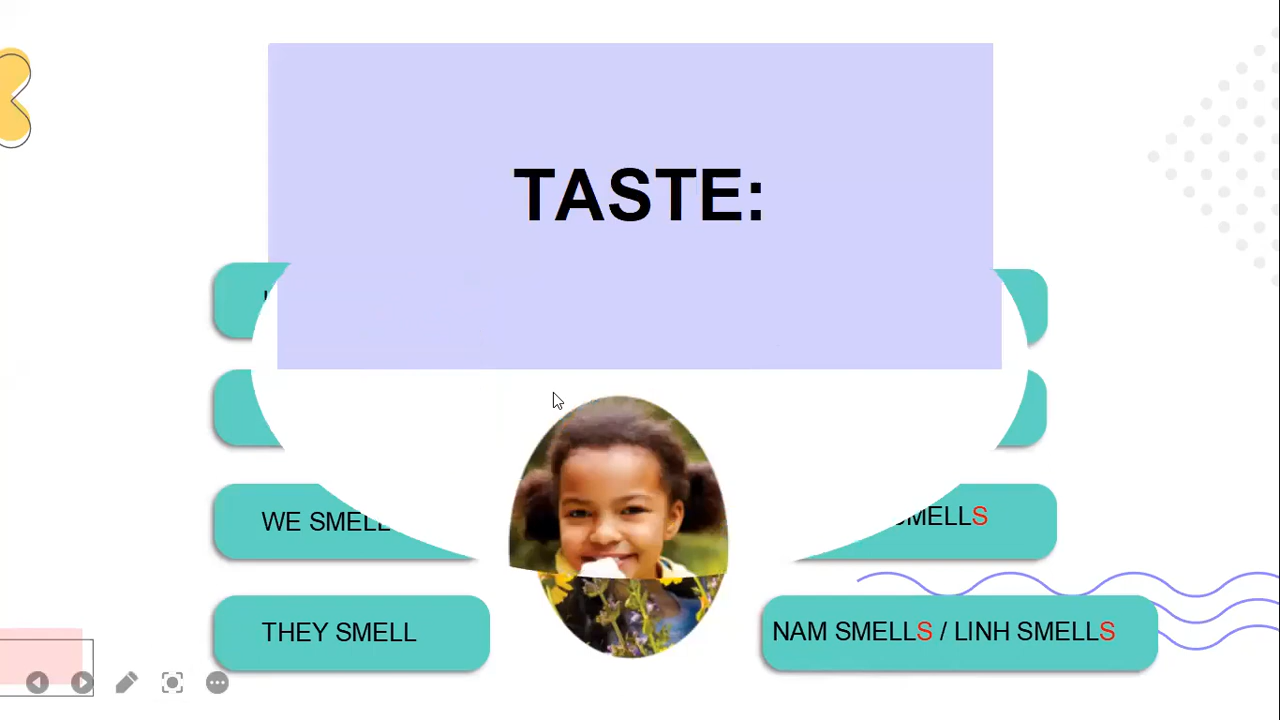 TASTE:
WE SMELL
SMELLS
THEY SMELL
NAM SMELLS / LINH SMELLS